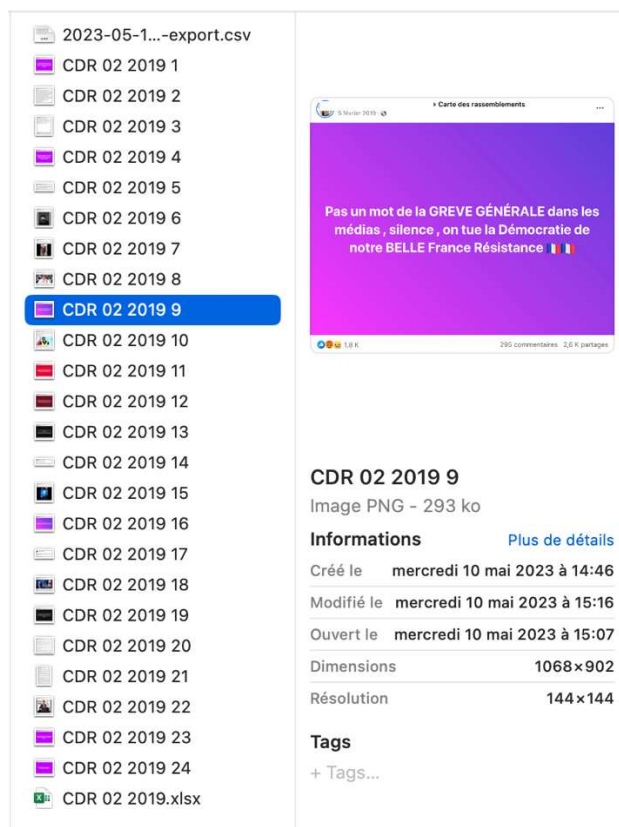 2023-05-1...-export.csv
CDR 02 2019 1
CDR 02 2019 2
CDR 02 2019 3
CDR 02 2019 4
CDR 02 2019 5
CDR 02 2019 6
CDR 02 2019 7
CDR 02 2019 8
CDR 02 2019 9
CDR 02 2019 10
CDR 02 2019 11
CDR 02 2019 12
CDR 02 2019 13
CDR 02 2019 14
CDR 02 2019 15
CDR 02 2019 16
CDR 02 2019 17
CDR 02 2019 18
CDR 02 2019 19
CDR 02 2019 20
CDR 02 2019 21
CDR 02 2019 22
CDR 02 2019 23
CDR 02 2019 24
CDR 02 2019.xlsx
Carte des rassemblements
5 février 2019
Pas un mot de la GREVE GÉNÉRALE dans les
médias , silence , on tue la Démocratie de
notre BELLE France Résistance 🇫🇷🇫🇷
1,8 K
295 commentaires 2,6 K partages
CDR 02 2019 9
Image PNG - 293 ko
Informations
Plus de détails
Créé le mercredi 10 mai 2023 à 14:46
Modifié le mercredi 10 mai 2023 à 15:16
Ouvert le mercredi 10 mai 2023 à 15:07
Dimensions 1068×902
Résolution 144×144
Tags
+ Tags...